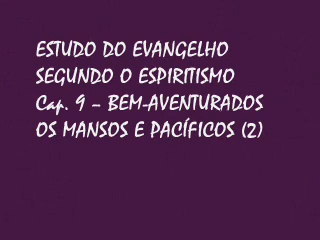 ESTUDO DO EVANGELHO
SEGUNDO O ESPIRITISMO
Cap. 9 – BEM-AVENTURADOS
OS MANSOS E PACÍFICOS (2)